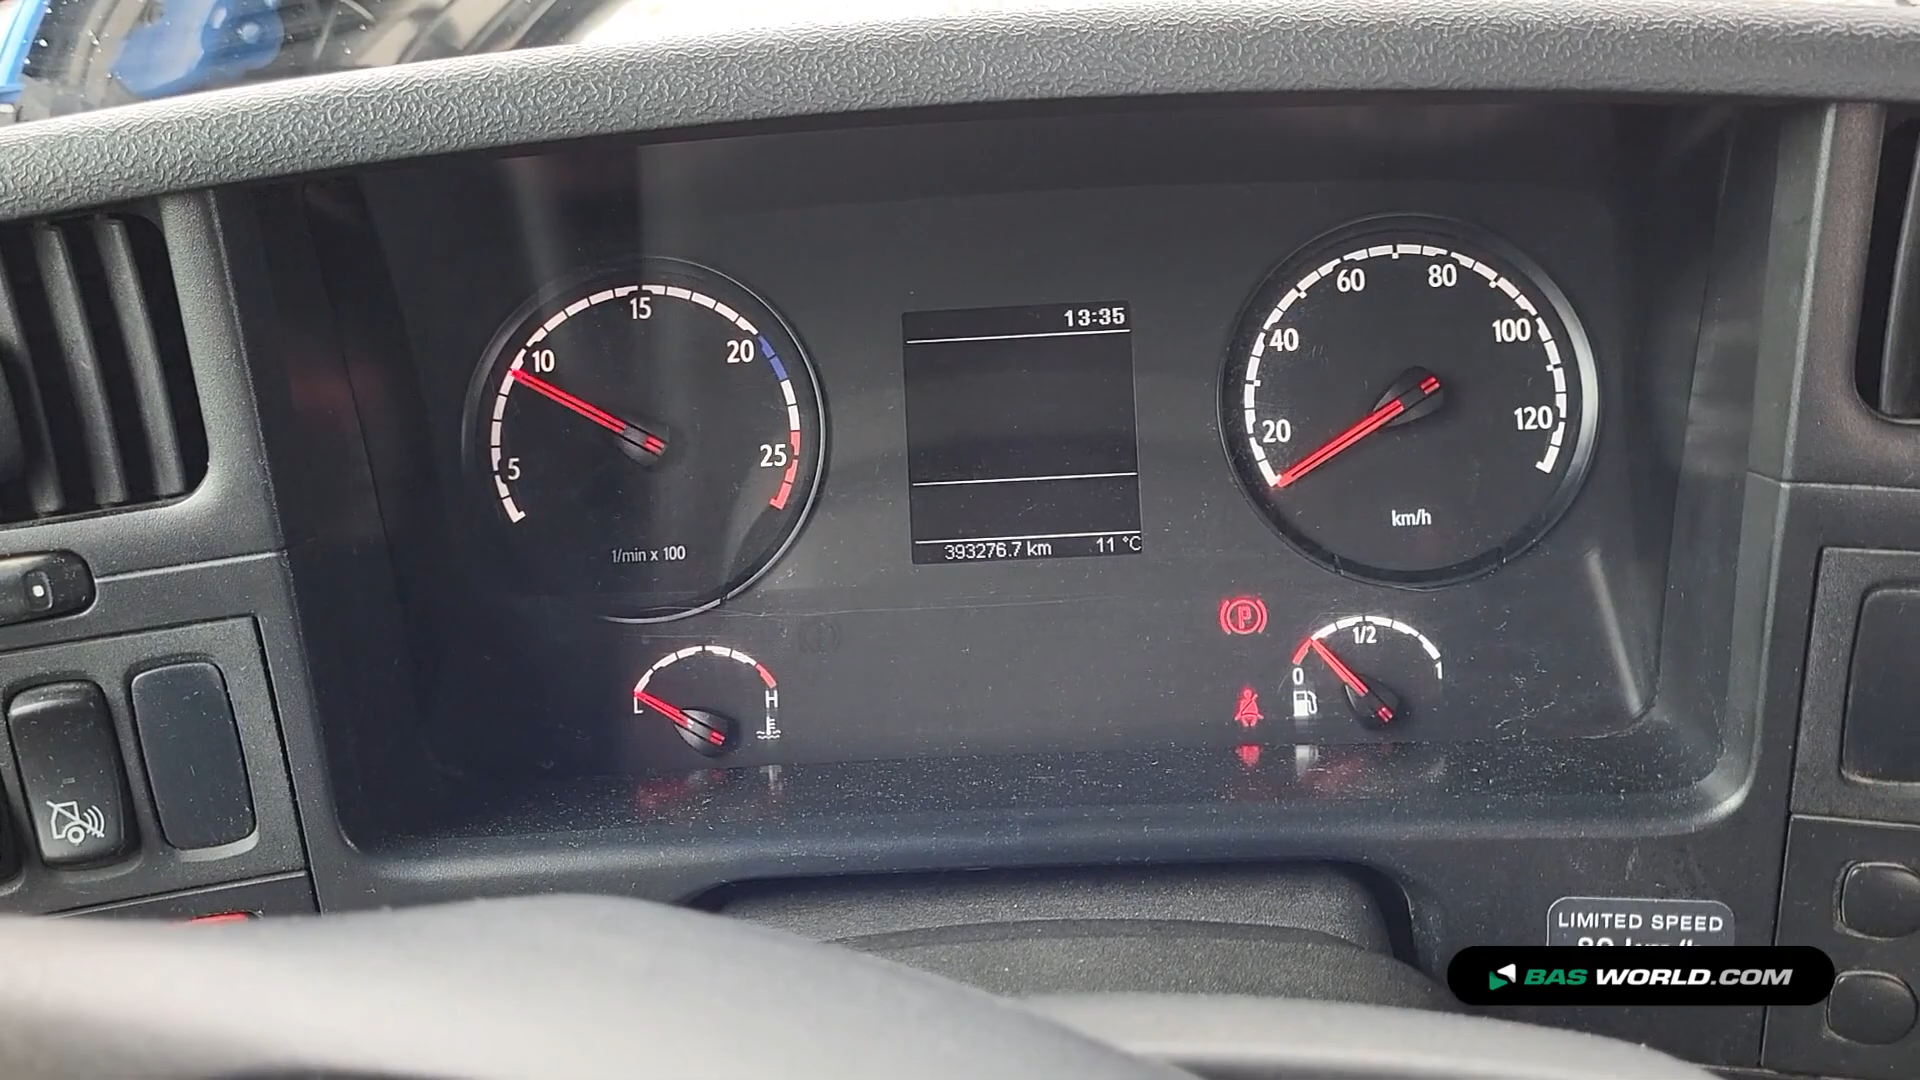 15
10
20
5
25
1/min x 100
13:35
393276.7 km 11 °C
60 80
40 100
20 120
km/h
L H
P
1/2
0 1
LIMITED SPEED
BAS WORLD.COM